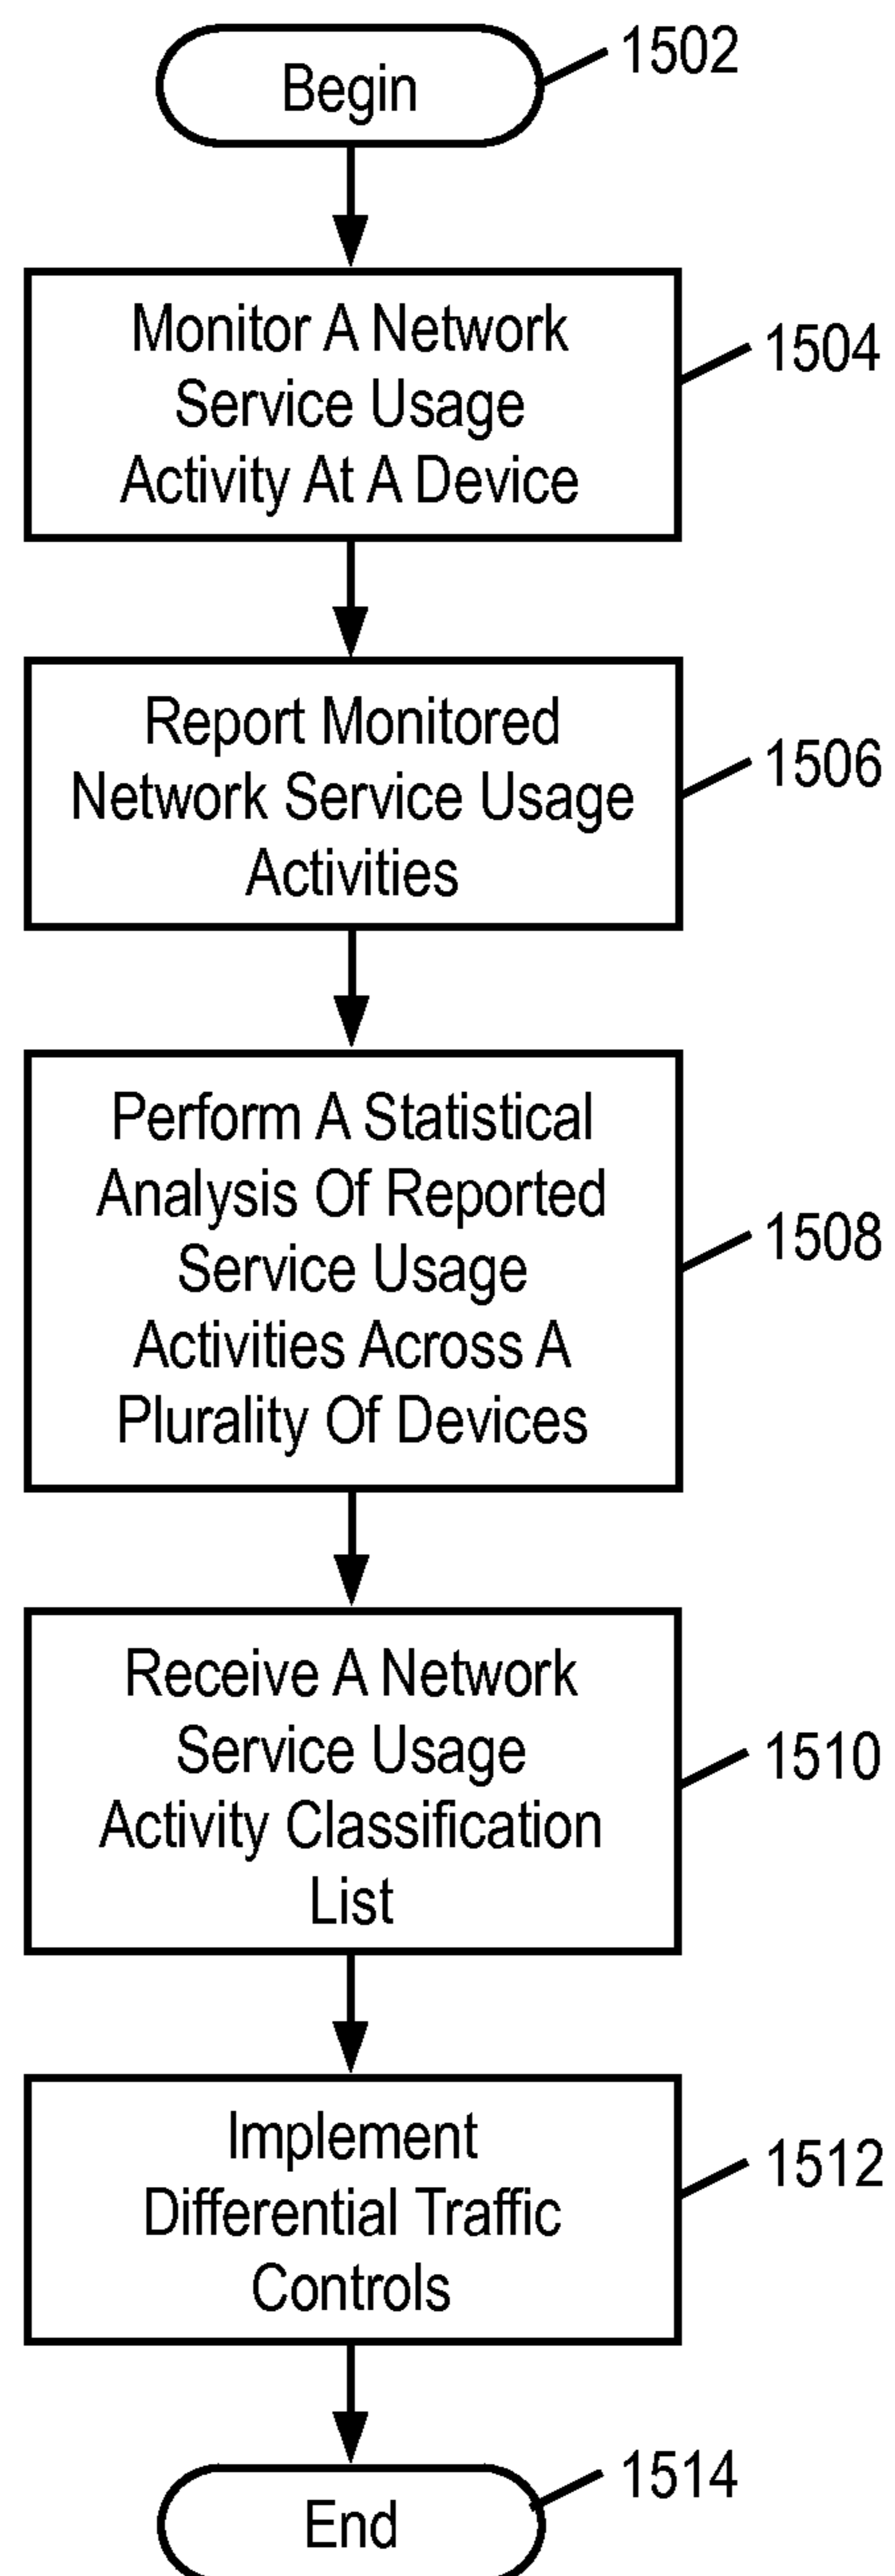 Begin
1502
Monitor A Network
Service Usage
Activity At A Device
1504
Report Monitored
Network Service Usage
Activities
1506
Perform A Statistical
Analysis Of Reported
Service Usage
Activities Across A
Plurality Of Devices
1508
Receive A Network
Service Usage
Activity Classification
List
1510
Implement
Differential Traffic
Controls
1512
End
1514